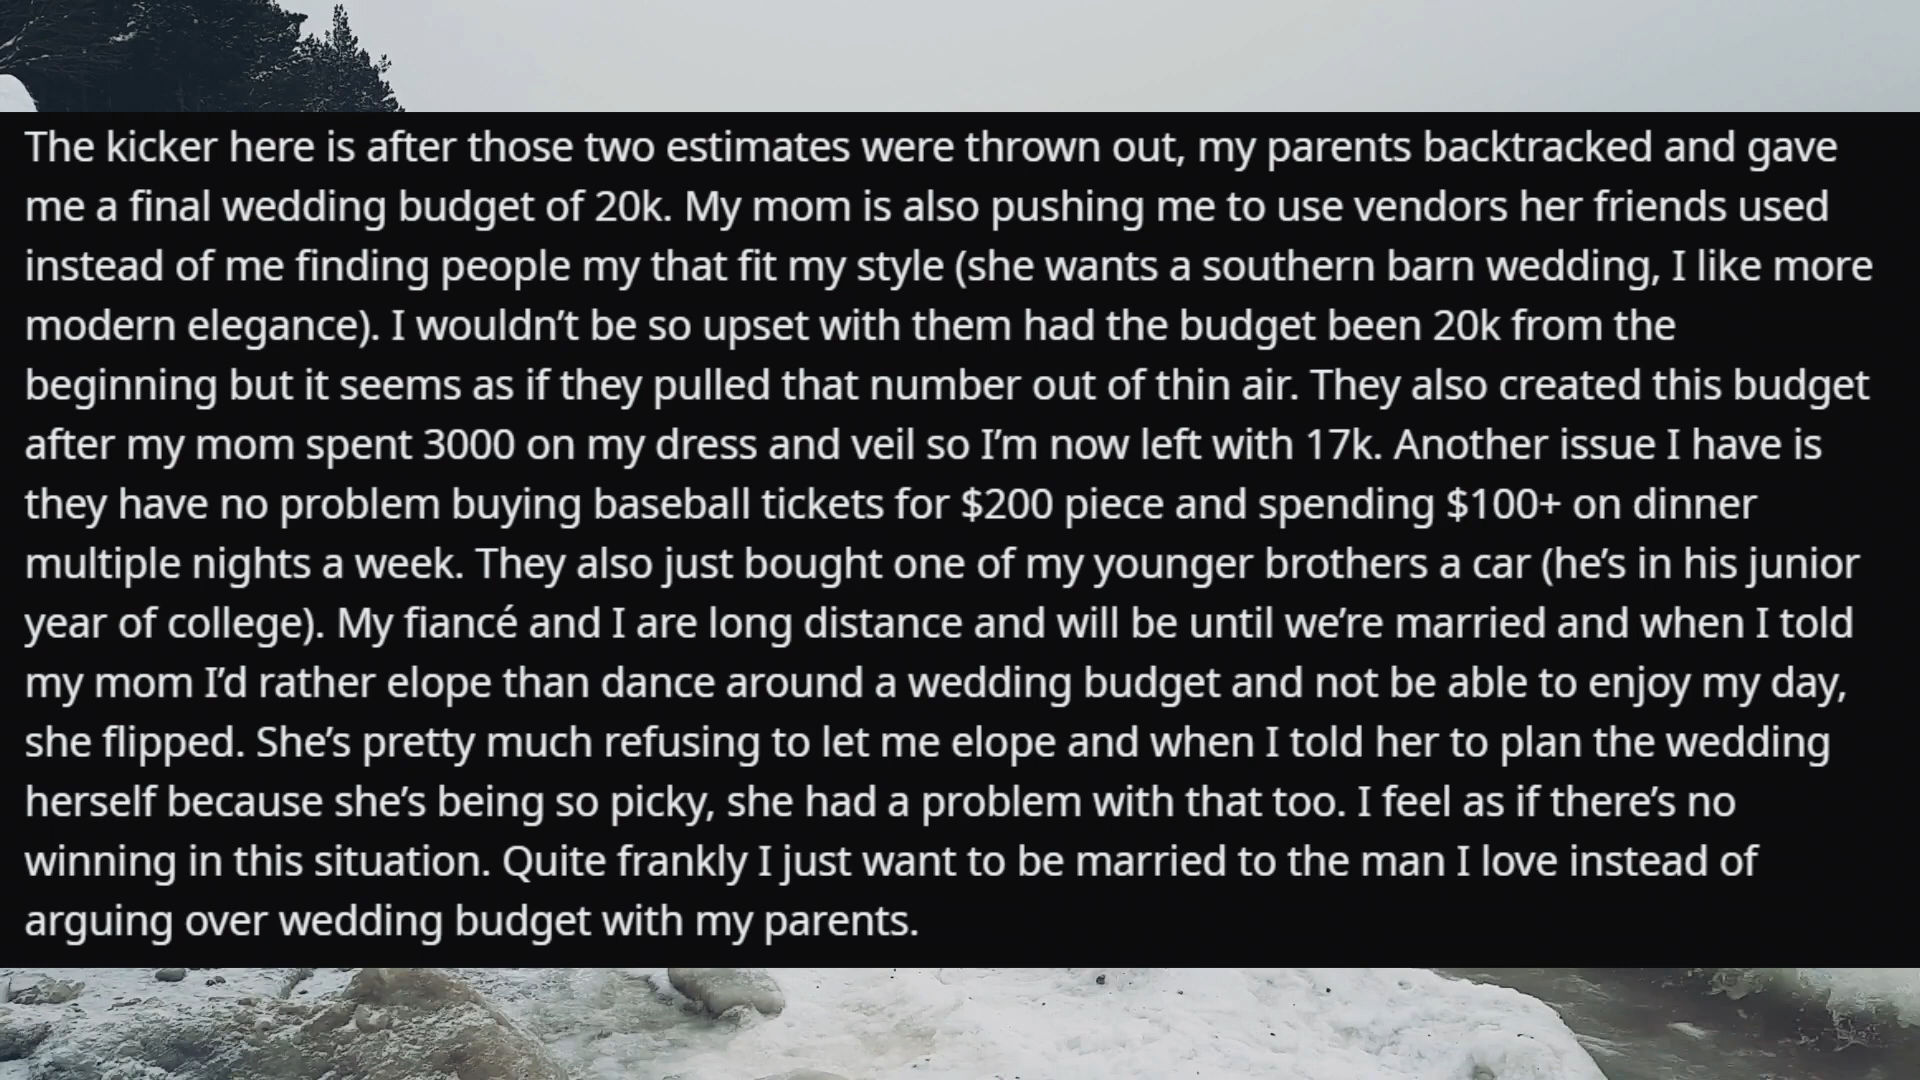 The kicker here is after those two estimates were thrown out, my parents backtracked and gave
me a final wedding budget of 20k. My mom is also pushing me to use vendors her friends used
instead of me finding people my that fit my style (she wants a southern barn wedding, I like more
modern elegance). I wouldn’t be so upset with them had the budget been 20k from the
beginning but it seems as if they pulled that number out of thin air. They also created this budget
after my mom spent 3000 on my dress and veil so I’m now left with 17k. Another issue I have is
they have no problem buying baseball tickets for $200 piece and spending $100+ on dinner
multiple nights a week. They also just bought one of my younger brothers a car (he’s in his junior
year of college). My fiancé and I are long distance and will be until we’re married and when I told
my mom I’d rather elope than dance around a wedding budget and not be able to enjoy my day,
she flipped. She’s pretty much refusing to let me elope and when I told her to plan the wedding
herself because she’s being so picky, she had a problem with that too. I feel as if there’s no
winning in this situation. Quite frankly I just want to be married to the man I love instead of
arguing over wedding budget with my parents.